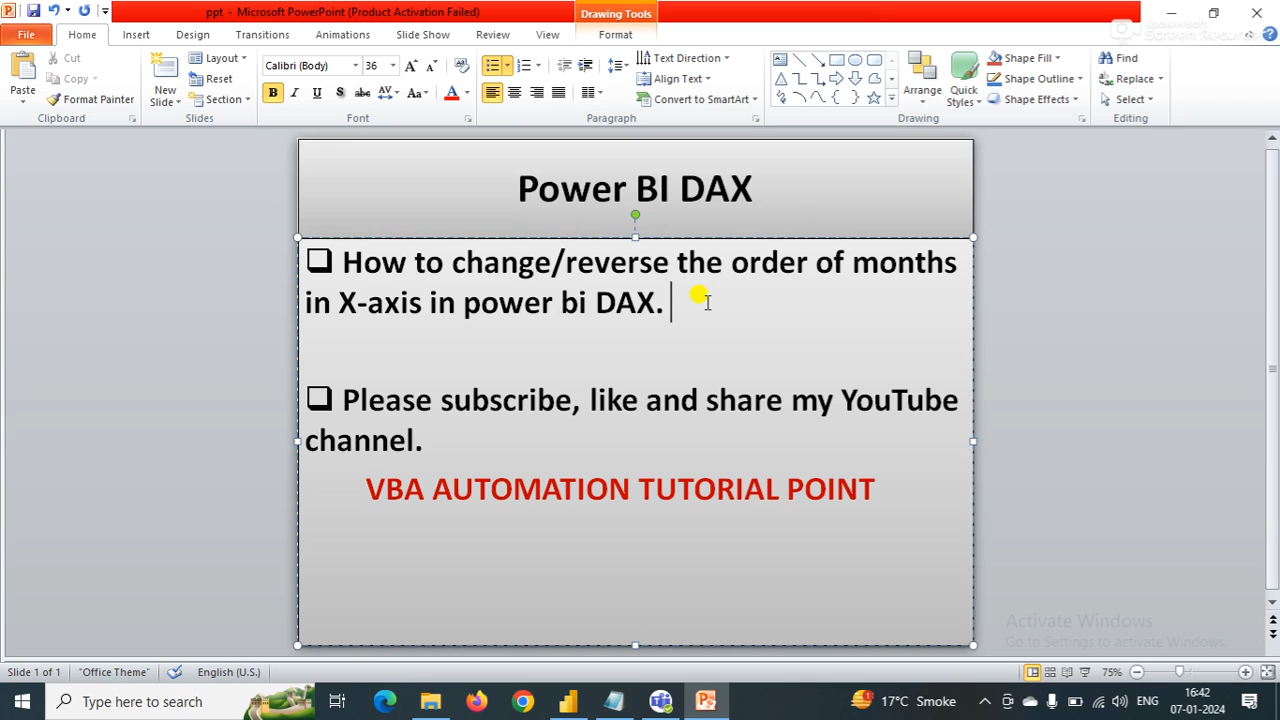 ppt - Microsoft PowerPoint (Product Activation Failed)
Drawing Tools
File Home Insert Design Transitions Animations Slide Show Review View Format
Cut
Copy
Format Painter
Paste
Clipboard
New Slide
Layout
Reset
Section
Slides
Calibri (Body) 36
Font
Text Direction
Align Text
Convert to SmartArt
Paragraph
Arrange
Quick Styles
Shape Fill
Shape Outline
Shape Effects
Drawing
Find
Replace
Select
Editing
Power BI DAX
How to change/reverse the order of months
in X-axis in power bi DAX.
Please subscribe, like and share my YouTube
channel.
VBA AUTOMATION TUTORIAL POINT
Activate Windows
Go to Settings to activate Windows.
Slide 1 of 1 "Office Theme" English (U.S.) 75%
Type here to search
17°C Smoke
ENG
16:42
07-01-2024